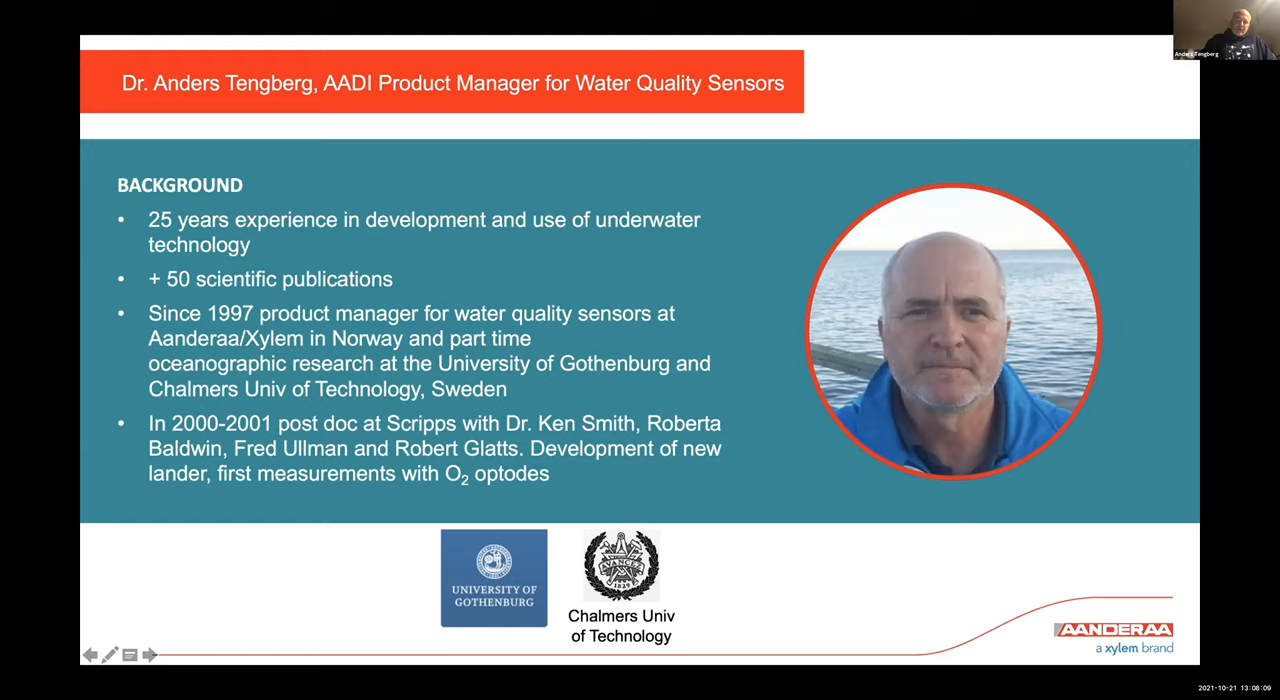 Anders Tengberg
Dr. Anders Tengberg, AADI Product Manager for Water Quality Sensors
BACKGROUND
• 25 years experience in development and use of underwater
technology
• + 50 scientific publications
• Since 1997 product manager for water quality sensors at
Aanderaa/Xylem in Norway and part time
oceanographic research at the University of Gothenburg and
Chalmers Univ of Technology, Sweden
• In 2000-2001 post doc at Scripps with Dr. Ken Smith, Roberta
Baldwin, Fred Ullman and Robert Glatts. Development of new
lander, first measurements with O₂ optodes
UNIVERSITY OF
GOTHENBURG
AVANCEZ
1829
Chalmers Univ
of Technology
AANDERAA
a xylem brand
2021-10-21 13:08:09